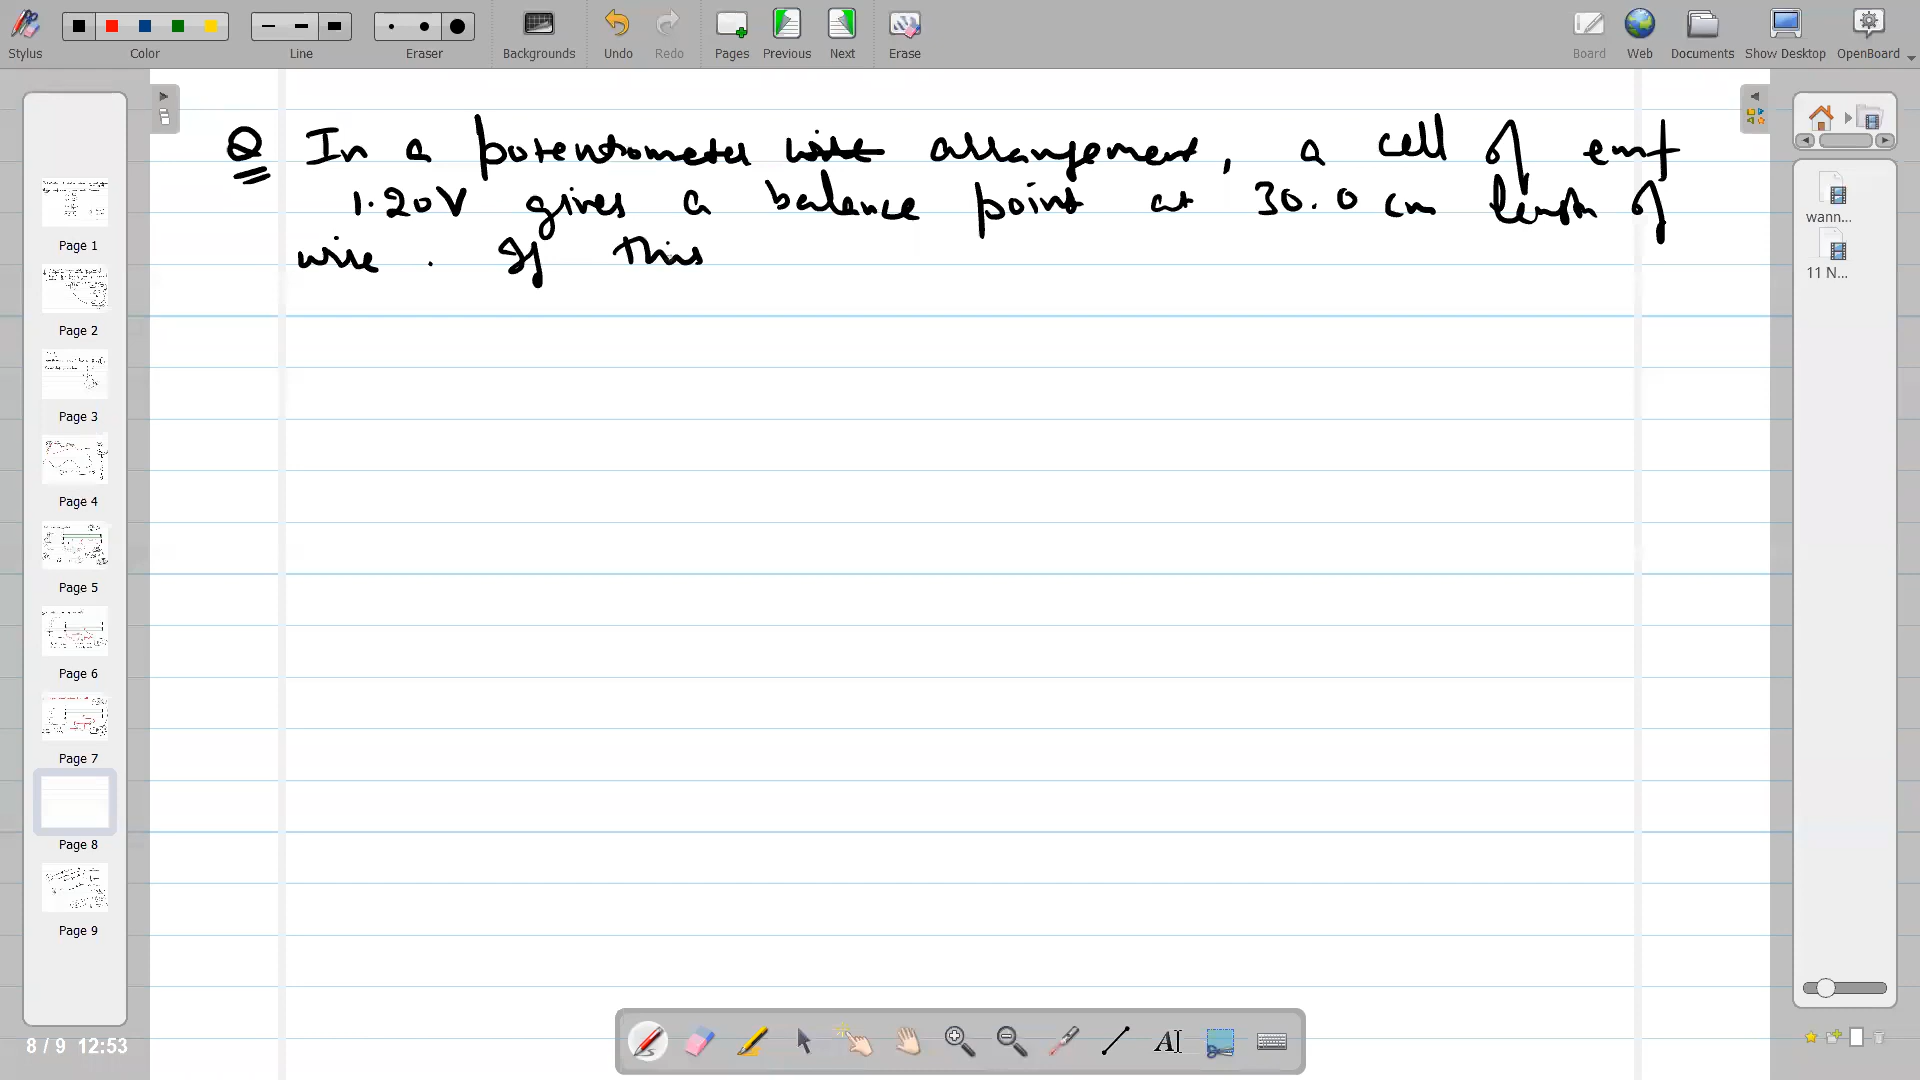 Stylus
Color
Line
Eraser
Backgrounds
Undo
Redo
Pages
Previous
Next
Erase
Board
Web
Documents
Show Desktop
OpenBoard
Q In a potentiometer wire arrangement, a cell of emf
1.20V gives a balance point at 30.0 cm length of
wire. If this
Page 1
Page 2
Page 3
Page 4
Page 5
Page 6
Page 7
Page 8
Page 9
8 / 9 12:53
wann...
11 N...